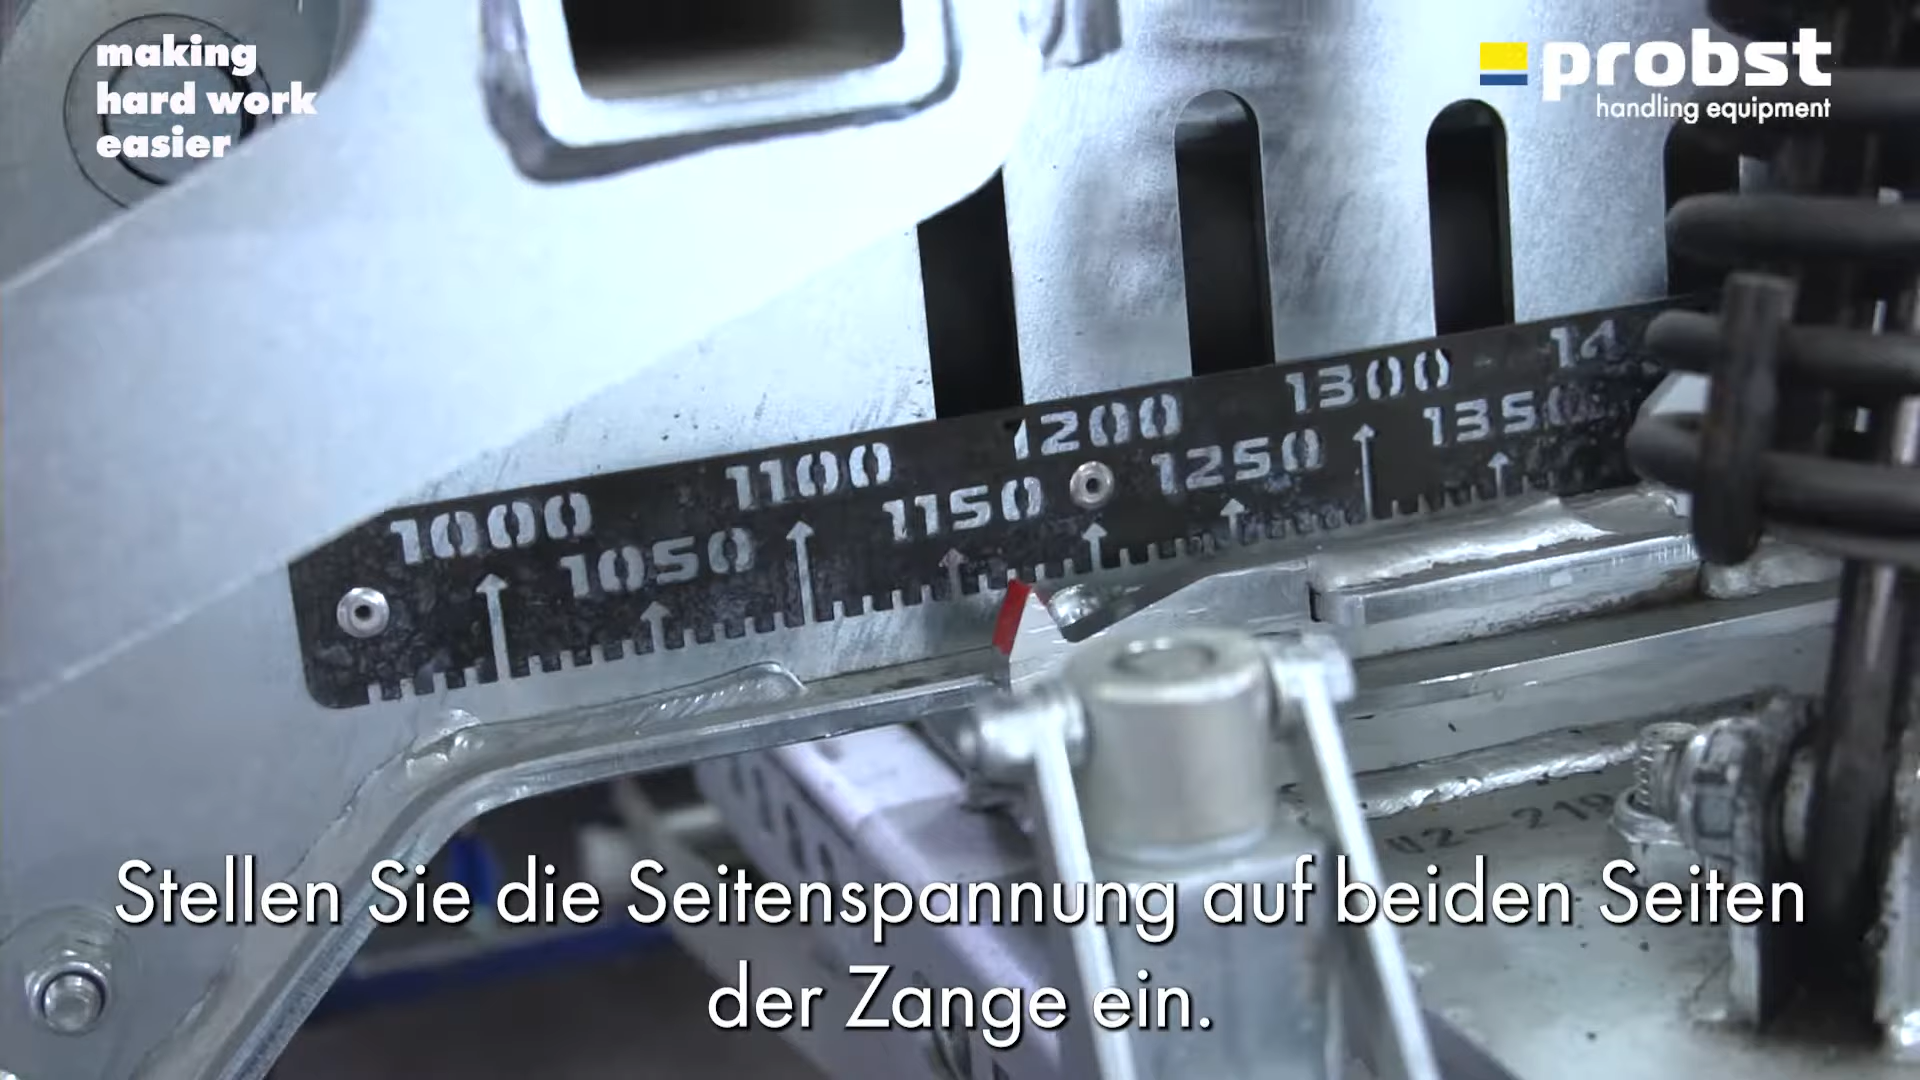 making
hard work
easier
probst
handling equipment
1000 1100 1200 1300
1050 1150 1250 1350
Stellen Sie die Seitenspannung auf beiden Seiten
der Zange ein.